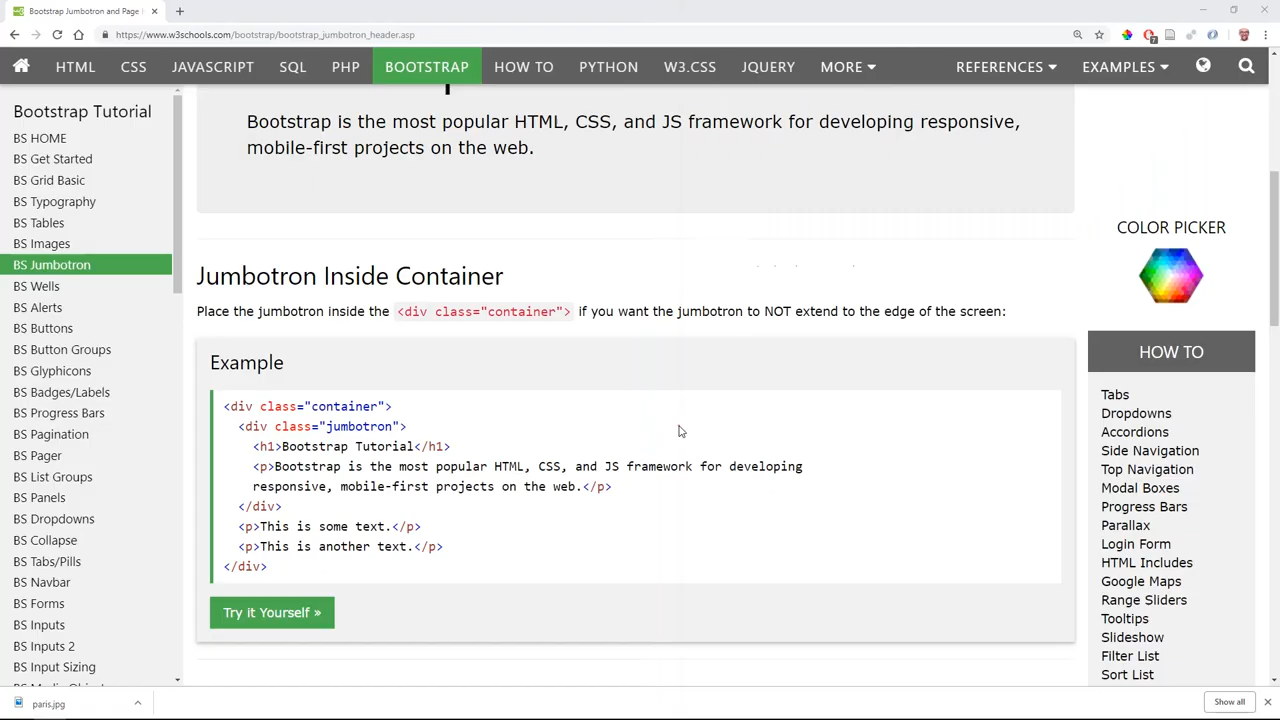 Bootstrap Jumbotron and Page
https://www.w3schools.com/bootstrap/bootstrap_jumbotron_header.asp
HTML CSS JAVASCRIPT SQL PHP BOOTSTRAP HOW TO PYTHON W3.CSS JQUERY MORE REFERENCES EXAMPLES
Bootstrap Tutorial
BS HOME
BS Get Started
BS Grid Basic
BS Typography
BS Tables
BS Images
BS Jumbotron
BS Wells
BS Alerts
BS Buttons
BS Button Groups
BS Glyphicons
BS Badges/Labels
BS Progress Bars
BS Pagination
BS Pager
BS List Groups
BS Panels
BS Dropdowns
BS Collapse
BS Tabs/Pills
BS Navbar
BS Forms
BS Inputs
BS Inputs 2
BS Input Sizing
Bootstrap is the most popular HTML, CSS, and JS framework for developing responsive,
mobile-first projects on the web.
Jumbotron Inside Container
Place the jumbotron inside the <div class="container"> if you want the jumbotron to NOT extend to the edge of the screen:
Example
<div class="container">
<div class="jumbotron">
<h1>Bootstrap Tutorial</h1>
<p>Bootstrap is the most popular HTML, CSS, and JS framework for developing
responsive, mobile-first projects on the web.</p>
</div>
<p>This is some text.</p>
<p>This is another text.</p>
</div>
Try it Yourself »
COLOR PICKER
HOW TO
Tabs
Dropdowns
Accordions
Side Navigation
Top Navigation
Modal Boxes
Progress Bars
Parallax
Login Form
HTML Includes
Google Maps
Range Sliders
Tooltips
Slideshow
Filter List
Sort List
paris.jpg
Show all